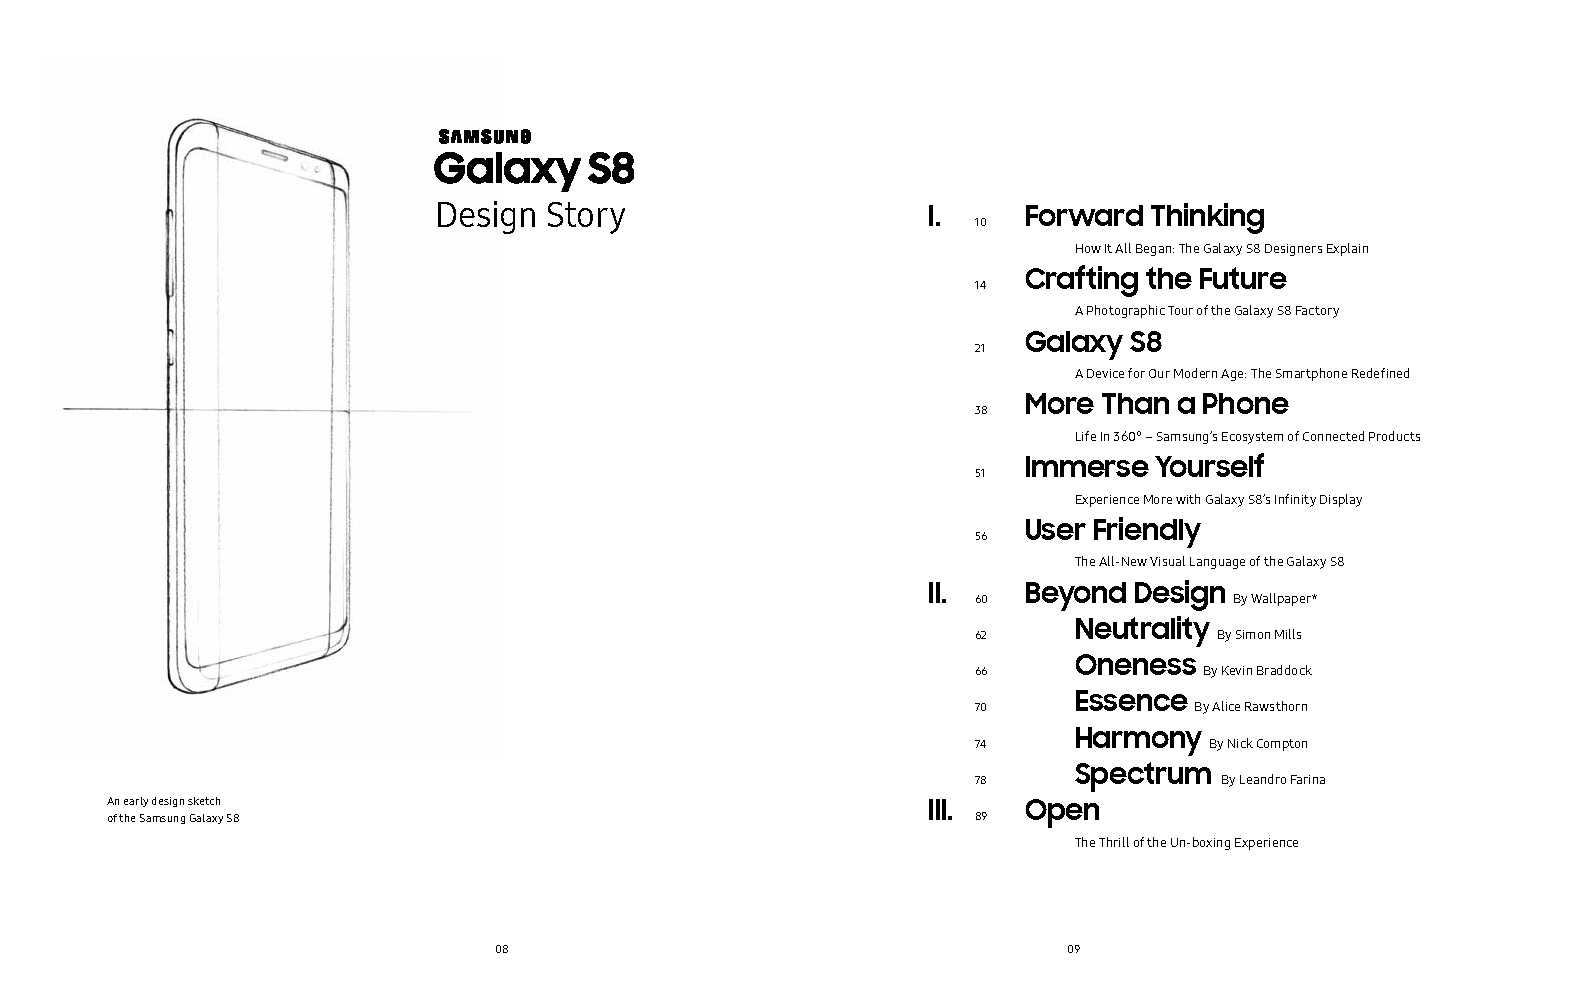 SAMSUNG
Galaxy S8
Design Story
An early design sketch
of the Samsung Galaxy S8
08
I. 10 Forward Thinking
How It All Began: The Galaxy S8 Designers Explain
14 Crafting the Future
A Photographic Tour of the Galaxy S8 Factory
21 Galaxy S8
A Device for Our Modern Age: The Smartphone Redefined
38 More Than a Phone
Life In 360° – Samsung’s Ecosystem of Connected Products
51 Immerse Yourself
Experience More with Galaxy S8’s Infinity Display
56 User Friendly
The All-New Visual Language of the Galaxy S8
II. 60 Beyond Design By Wallpaper*
62 Neutrality By Simon Mills
66 Oneness By Kevin Braddock
70 Essence By Alice Rawsthorn
74 Harmony By Nick Compton
78 Spectrum By Leandro Farina
III. 89 Open
The Thrill of the Un-boxing Experience
09